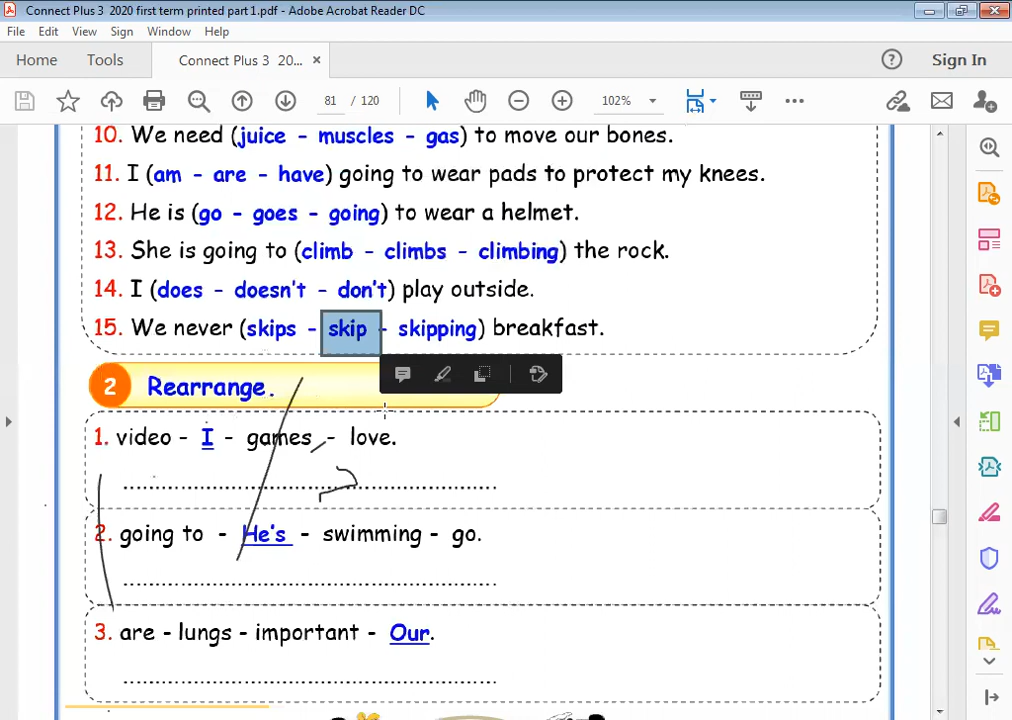 Connect Plus 3 2020 first term printed part 1.pdf - Adobe Acrobat Reader DC
File Edit View Sign Window Help
Home Tools Connect Plus 3 20... × Sign In
81 / 120 102%
10. We need (juice - muscles - gas) to move our bones.
11. I (am - are - have) going to wear pads to protect my knees.
12. He is (go - goes - going) to wear a helmet.
13. She is going to (climb - climbs - climbing) the rock.
14. I (does - doesn't - don't) play outside.
15. We never (skips - skip - skipping) breakfast.
2 Rearrange.
1. video - I - games - love.
2. going to - He's - swimming - go.
3. are - lungs - important - Our.